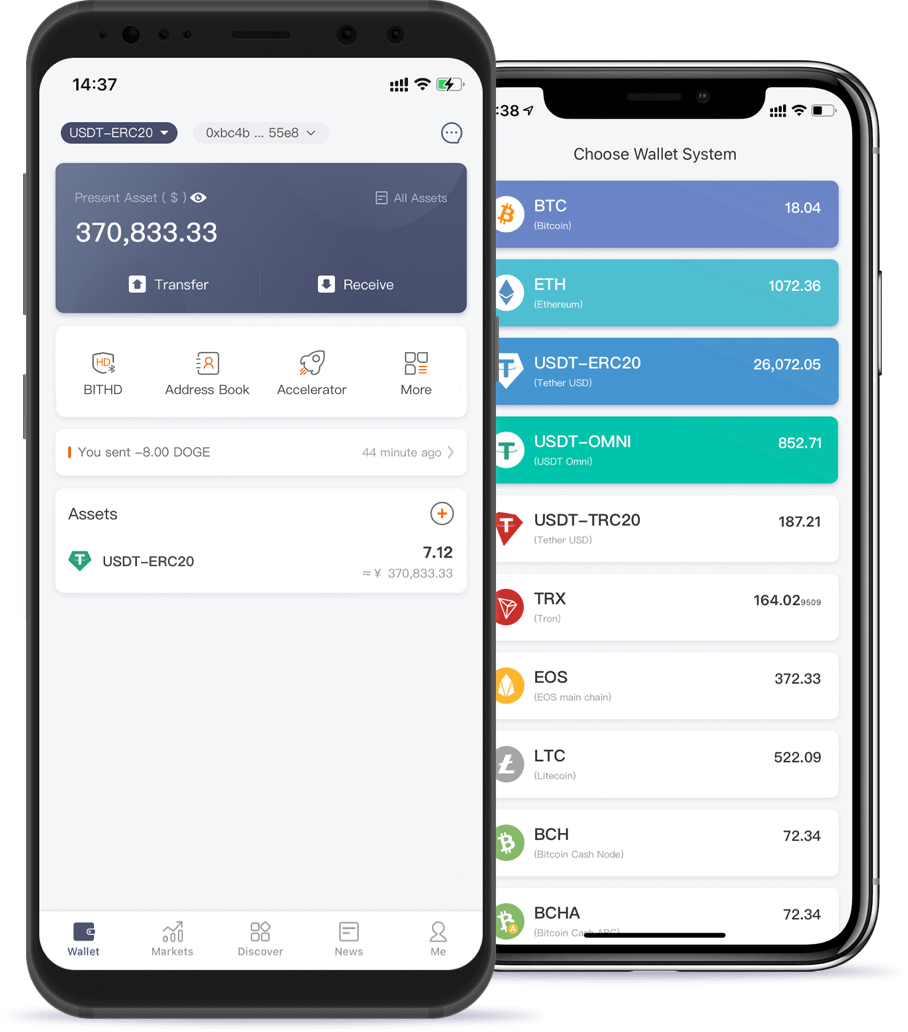 14:37
USDT-ERC20
0xbc4b ... 55e8
Present Asset ( $ )
All Assets
370,833.33
Transfer
Receive
BITHD
Address Book
Accelerator
More
You sent -8.00 DOGE
44 minute ago
Assets
USDT-ERC20
7.12
≈ ¥ 370,833.33
Wallet
Markets
Discover
News
Me
:38
Choose Wallet System
BTC
18.04
(Bitcoin)
ETH
1072.36
(Ethereum)
USDT-ERC20
26,072.05
(Tether USD)
USDT-OMNI
852.71
(USDT Omni)
USDT-TRC20
187.21
(Tether USD)
TRX
164.029509
(Tron)
EOS
372.33
(EOS main chain)
LTC
522.09
(Litecoin)
BCH
72.34
(Bitcoin Cash Node)
BCHA
72.34
(Bitcoin Cash ABC)